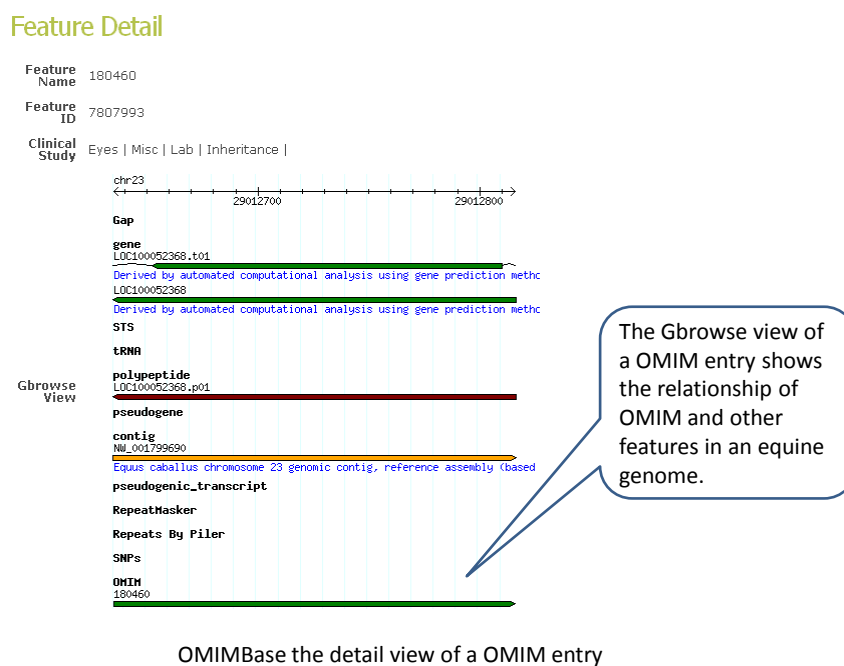 Feature Detail
Feature Name 180460
Feature ID 7807993
Clinical Study Eyes | Misc | Lab | Inheritance |
chr23
29012700 29012800
Gap
gene
LOC100052368.t01
Derived by automated computational analysis using gene prediction methc
LOC100052368
Derived by automated computational analysis using gene prediction methc
STS
tRNA
polypeptide
LOC100052368.p01
Gbrowse View
pseudogene
contig
NW_001799690
Equus caballus chromosome 23 genomic contig, reference assembly (based
pseudogenic_transcript
RepeatMasker
Repeats By Piler
SNPs
OMIM
180460
The Gbrowse view of
a OMIM entry shows
the relationship of
OMIM and other
features in an equine
genome.
OMIMBase the detail view of a OMIM entry